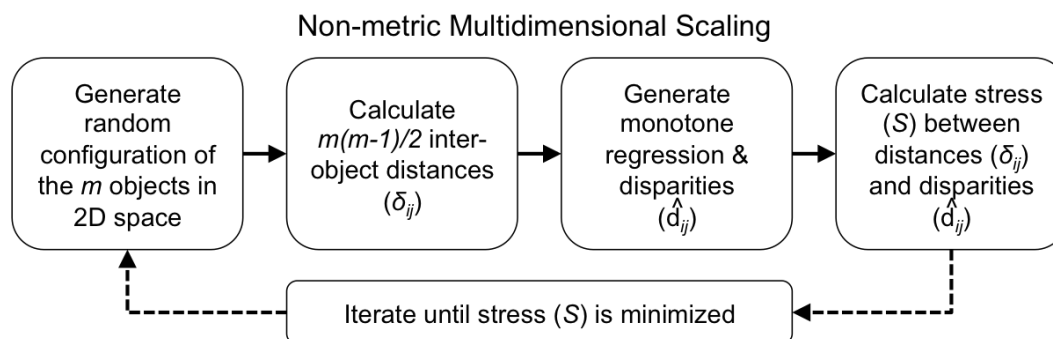 Non-metric Multidimensional Scaling
Generate
random
configuration of
the m objects in
2D space
Calculate
m(m-1)/2 inter-
object distances
(δij)
Generate
monotone
regression &
disparities
(d̂ij)
Calculate stress
(S) between
distances (δij)
and disparities
(d̂ij)
Iterate until stress (S) is minimized